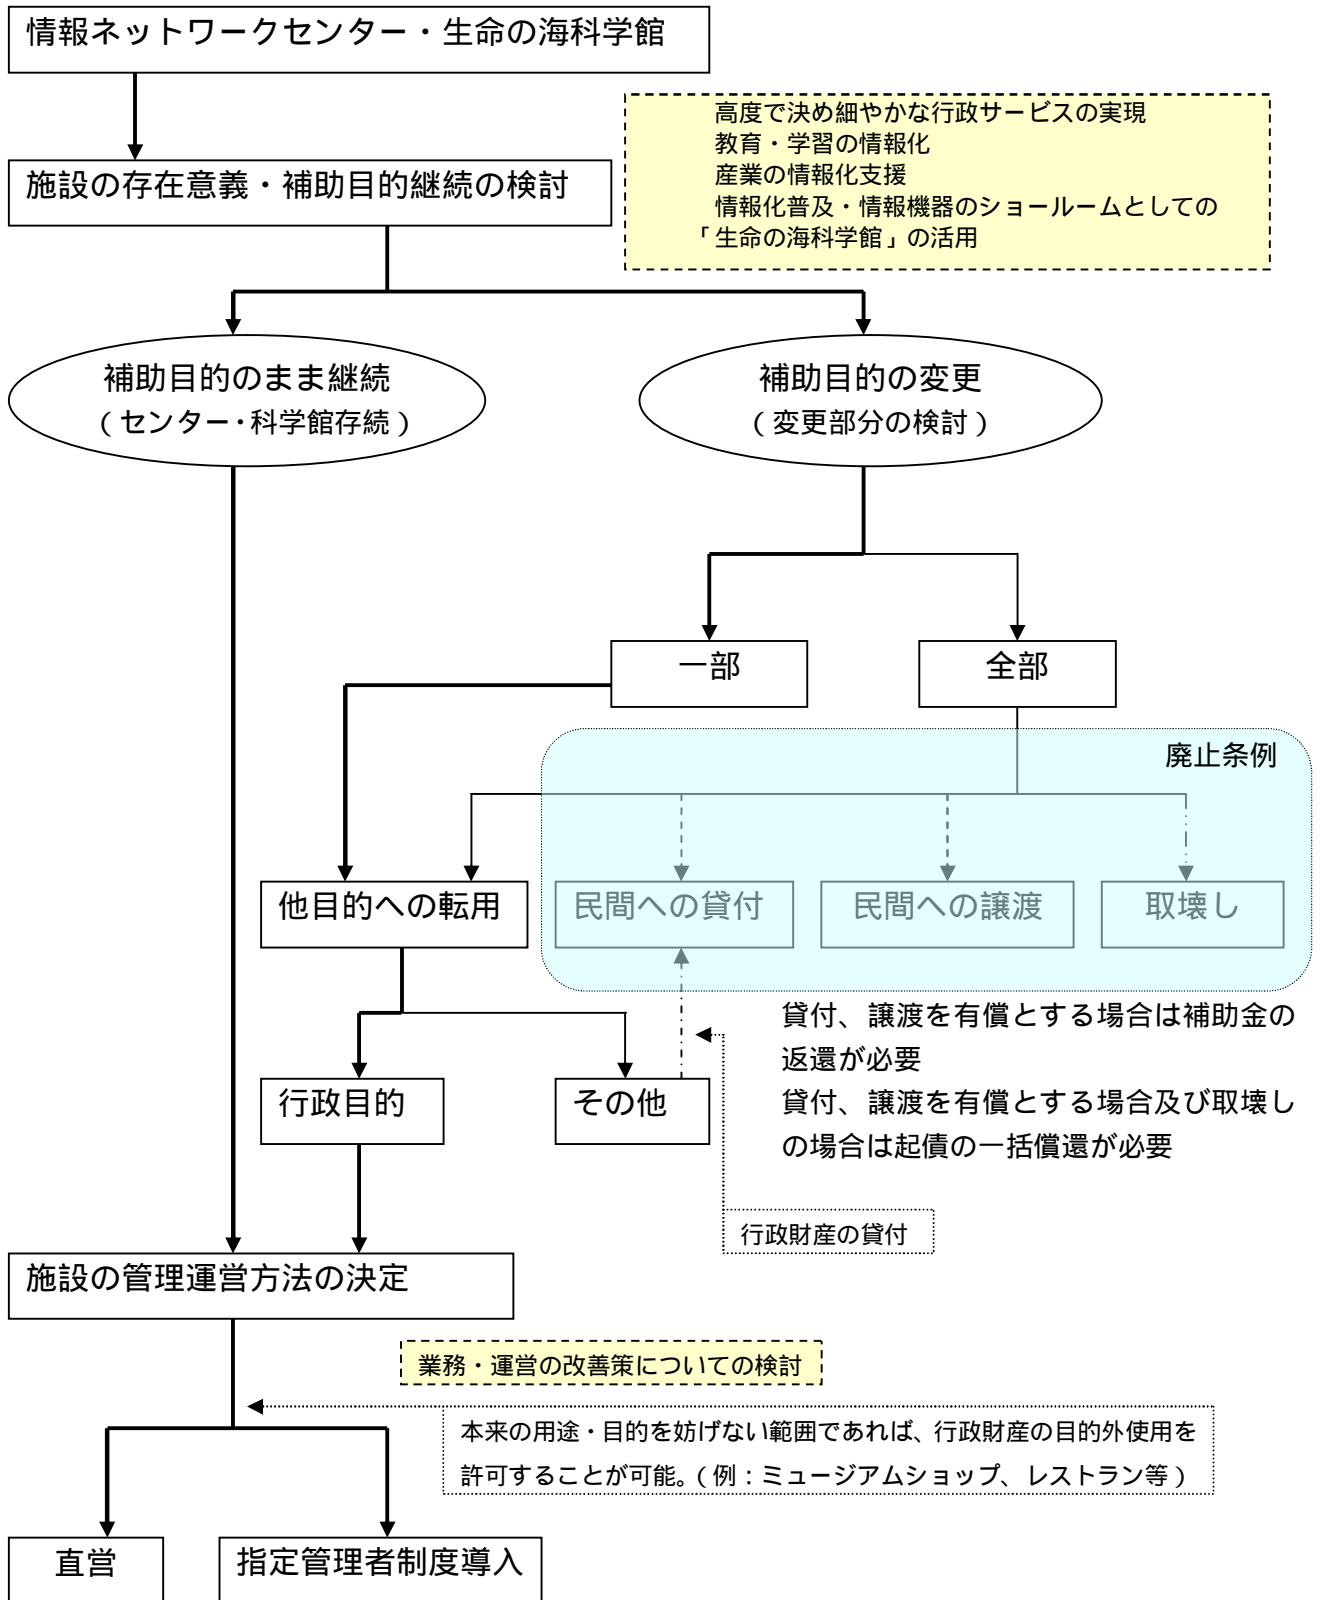 情報ネットワークセンター・生命の海科学館
高度で決め細やかな行政サービスの実現
教育・学習の情報化
産業の情報化支援
情報化普及・情報機器のショールームとしての
「生命の海科学館」の活用
施設の存在意義・補助目的継続の検討
補助目的のまま継続
(センター・科学館存続)
補助目的の変更
(変更部分の検討)
一部
全部
廃止条例
他目的への転用
民間への貸付
民間への譲渡
取壊し
貸付、譲渡を有償とする場合は補助金の
返還が必要
貸付、譲渡を有償とする場合及び取壊し
の場合は起債の一括償還が必要
行政目的
その他
行政財産の貸付
施設の管理運営方法の決定
業務・運営の改善策についての検討
本来の用途・目的を妨げない範囲であれば、行政財産の目的外使用を
許可することが可能。(例:ミュージアムショップ、レストラン等)
直営
指定管理者制度導入